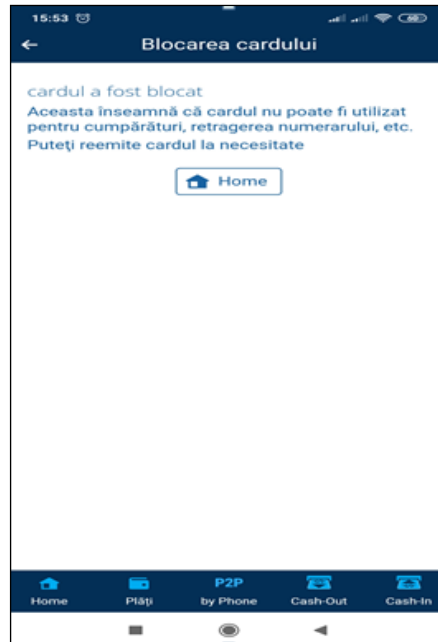 15:53
60
Blocarea cardului
cardul a fost blocat
Aceasta înseamnă că cardul nu poate fi utilizat
pentru cumpărături, retragerea numerarului, etc.
Puteţi reemite cardul la necesitate
Home
P2P
Home Plăţi by Phone Cash-Out Cash-In